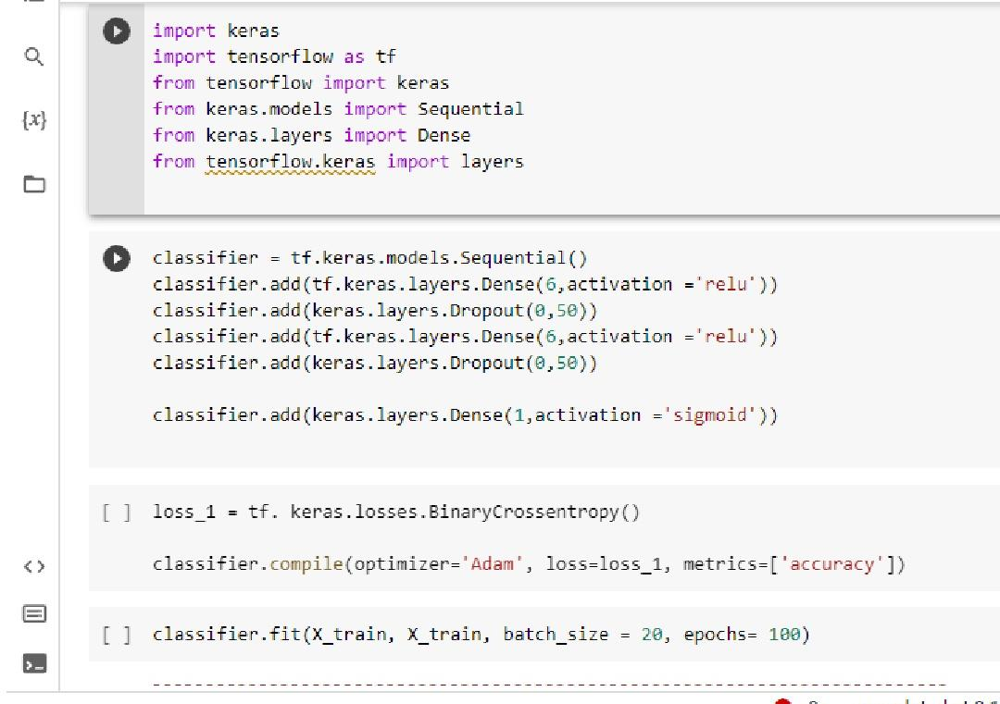 import keras
import tensorflow as tf
from tensorflow import keras
from keras.models import Sequential
from keras.layers import Dense
from tensorflow.keras import layers
classifier = tf.keras.models.Sequential()
classifier.add(tf.keras.layers.Dense(6,activation ='relu'))
classifier.add(keras.layers.Dropout(0,50))
classifier.add(tf.keras.layers.Dense(6,activation ='relu'))
classifier.add(keras.layers.Dropout(0,50))
classifier.add(keras.layers.Dense(1,activation ='sigmoid'))
[ ] loss_1 = tf. keras.losses.BinaryCrossentropy()
classifier.compile(optimizer='Adam', loss=loss_1, metrics=['accuracy'])
[ ] classifier.fit(X_train, X_train, batch_size = 20, epochs= 100)
---------------------------------------------------------------------------